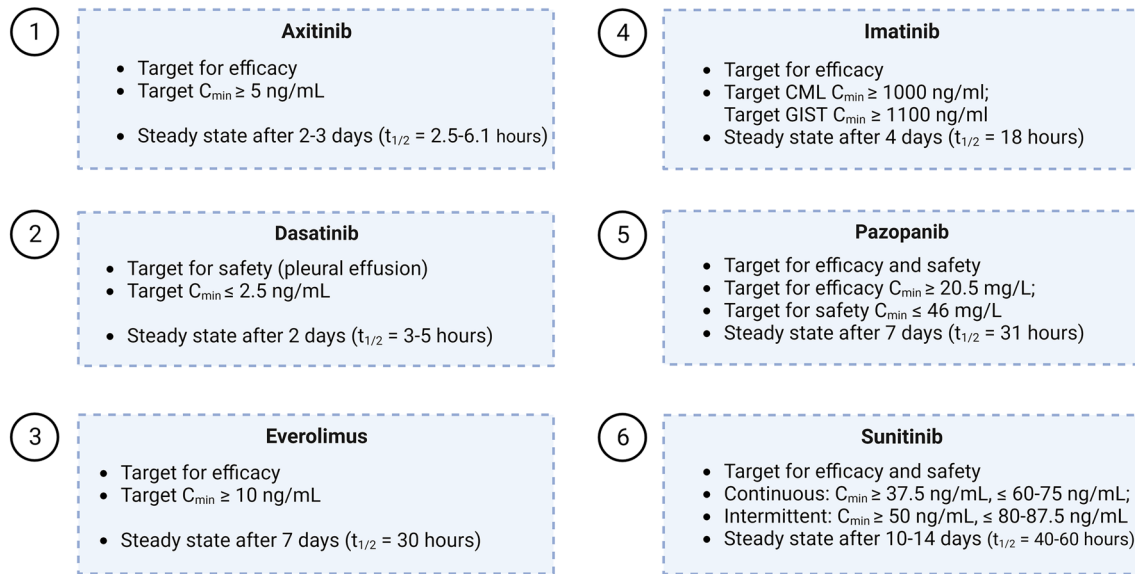 1
Axitinib
• Target for efficacy
• Target Cmin ≥ 5 ng/mL
• Steady state after 2-3 days (t1/2 = 2.5-6.1 hours)
2
Dasatinib
• Target for safety (pleural effusion)
• Target Cmin ≤ 2.5 ng/mL
• Steady state after 2 days (t1/2 = 3-5 hours)
3
Everolimus
• Target for efficacy
• Target Cmin ≥ 10 ng/mL
• Steady state after 7 days (t1/2 = 30 hours)
4
Imatinib
• Target for efficacy
• Target CML Cmin ≥ 1000 ng/ml;
Target GIST Cmin ≥ 1100 ng/ml
• Steady state after 4 days (t1/2 = 18 hours)
5
Pazopanib
• Target for efficacy and safety
• Target for efficacy Cmin ≥ 20.5 mg/L;
• Target for safety Cmin ≤ 46 mg/L
• Steady state after 7 days (t1/2 = 31 hours)
6
Sunitinib
• Target for efficacy and safety
• Continuous: Cmin ≥ 37.5 ng/mL, ≤ 60-75 ng/mL;
• Intermittent: Cmin ≥ 50 ng/mL, ≤ 80-87.5 ng/mL
• Steady state after 10-14 days (t1/2 = 40-60 hours)